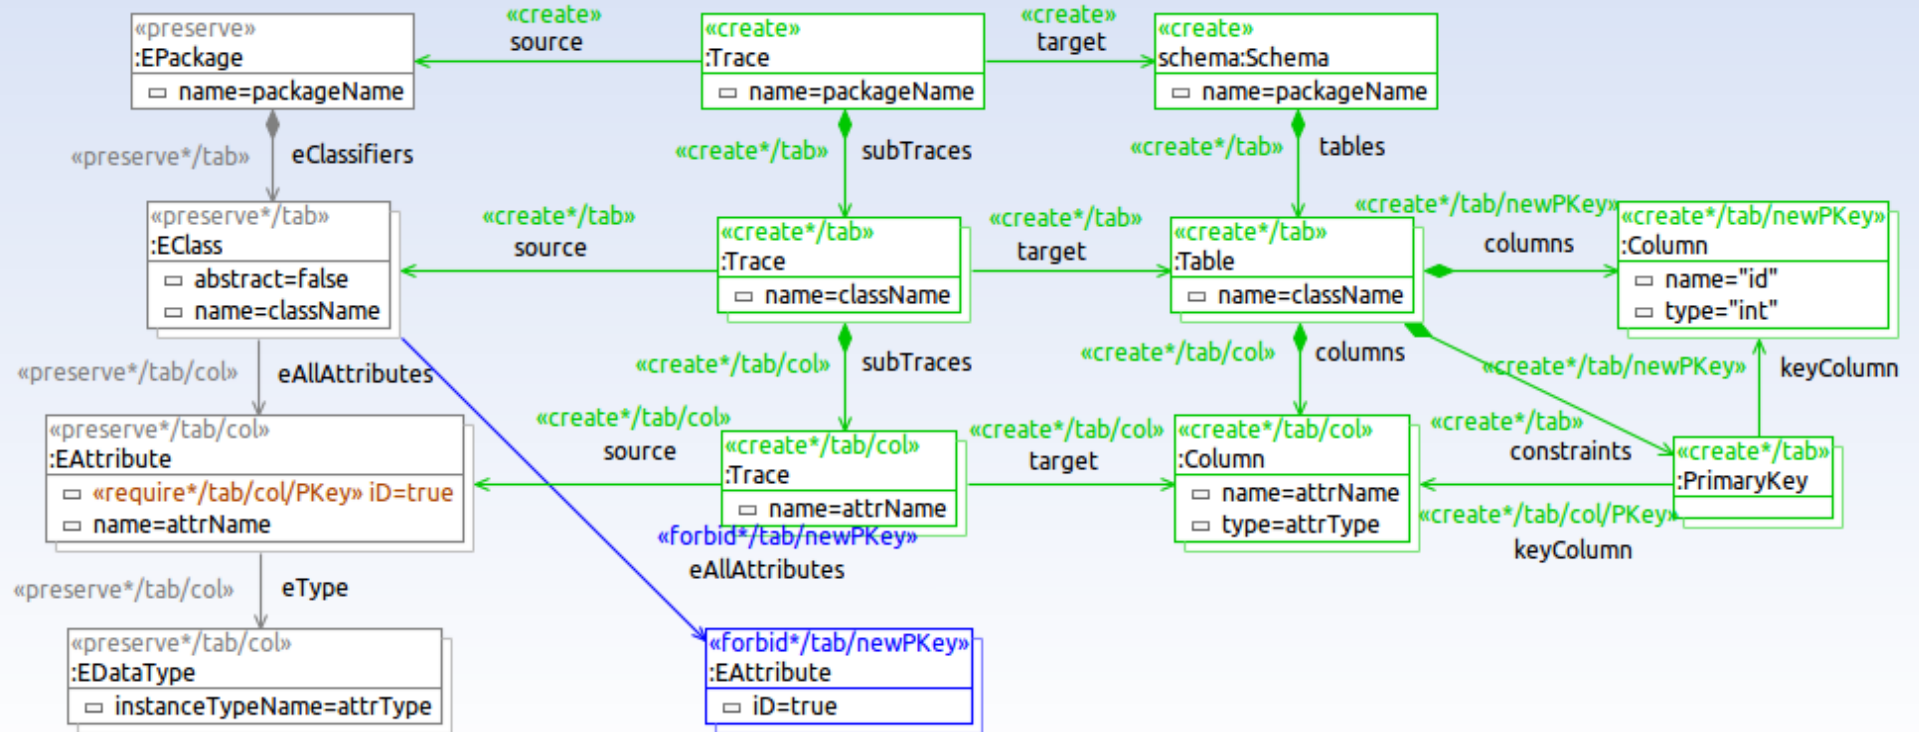 «preserve»
:EPackage
name=packageName
«create»
source
«create»
:Trace
name=packageName
«create»
target
«create»
schema:Schema
name=packageName
«preserve*/tab»
eClassifiers
«create*/tab»
subTraces
«create*/tab»
tables
«preserve*/tab»
:EClass
abstract=false
name=className
«create*/tab»
source
«create*/tab»
:Trace
name=className
«create*/tab»
target
«create*/tab»
:Table
name=className
«create*/tab/newPKey»
columns
«create*/tab/newPKey»
:Column
name="id"
type="int"
«preserve*/tab/col»
eAllAttributes
«create*/tab/col»
subTraces
«create*/tab/col»
columns
«create*/tab/newPKey»
keyColumn
«preserve*/tab/col»
:EAttribute
«require*/tab/col/PKey» iD=true
name=attrName
«create*/tab/col»
source
«create*/tab/col»
:Trace
name=attrName
«create*/tab/col»
target
«create*/tab/col»
:Column
name=attrName
type=attrType
«create*/tab»
constraints
«create*/tab»
:PrimaryKey
«create*/tab/col/PKey»
keyColumn
«forbid*/tab/newPKey»
eAllAttributes
«preserve*/tab/col»
eType
«preserve*/tab/col»
:EDataType
instanceTypeName=attrType
«forbid*/tab/newPKey»
:EAttribute
iD=true